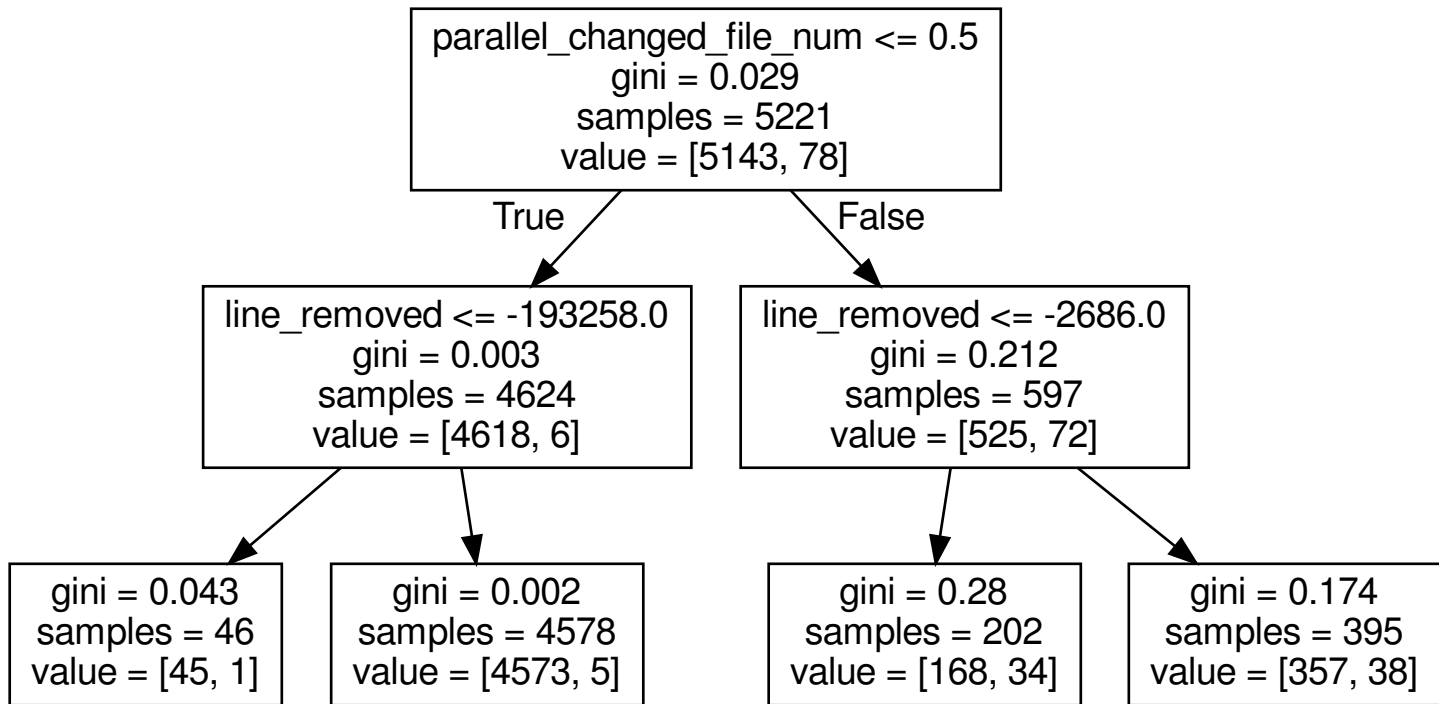 parallel_changed_file_num <= 0.5
gini = 0.029
samples = 5221
value = [5143, 78]
True
False
line_removed <= -193258.0
gini = 0.003
samples = 4624
value = [4618, 6]
line_removed <= -2686.0
gini = 0.212
samples = 597
value = [525, 72]
gini = 0.043
samples = 46
value = [45, 1]
gini = 0.002
samples = 4578
value = [4573, 5]
gini = 0.28
samples = 202
value = [168, 34]
gini = 0.174
samples = 395
value = [357, 38]